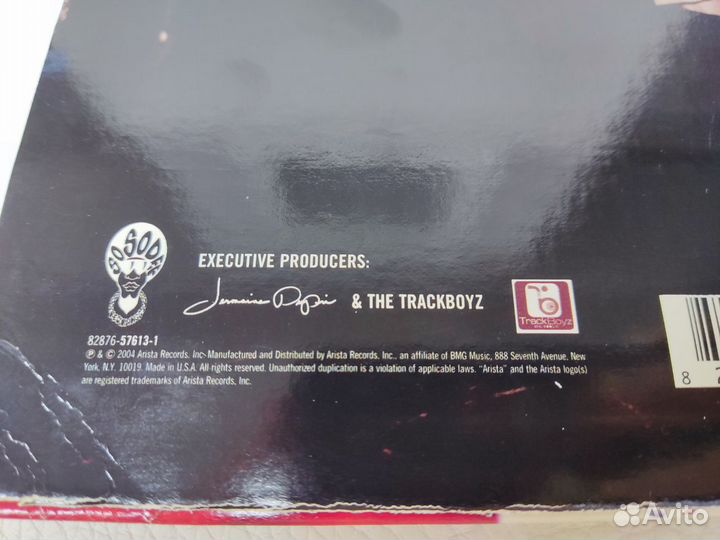 SO SO DEF
EXECUTIVE PRODUCERS:
Jermaine Dupri & THE TRACKBOYZ
TrackBoyz
82876-57613-1
℗ & © 2004 Arista Records, Inc· Manufactured and Distributed by Arista Records, Inc., an affiliate of BMG Music, 888 Seventh Avenue, New
York, N.Y. 10019. Made in U.S.A. All rights reserved. Unauthorized duplication is a violation of applicable laws. "Arista" and the Arista logo(s)
are registered trademarks of Arista Records, Inc.
8
Avito